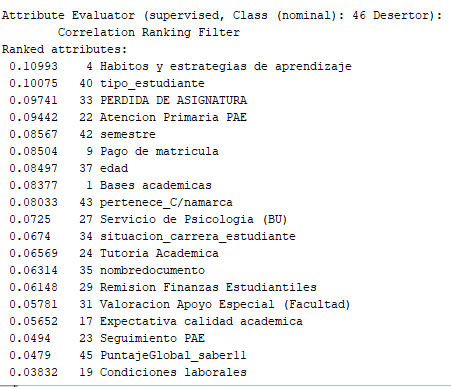 Attribute Evaluator (supervised, Class (nominal): 46 Desertor):
Correlation Ranking Filter
Ranked attributes:
0.10993 4 Habitos y estrategias de aprendizaje
0.10075 40 tipo_estudiante
0.09741 33 PERDIDA DE ASIGNATURA
0.09442 22 Atencion Primaria PAE
0.08567 42 semestre
0.08504 9 Pago de matricula
0.08497 37 edad
0.08377 1 Bases academicas
0.08033 43 pertenece_C/namarca
0.0725 27 Servicio de Psicologia (BU)
0.0674 34 situacion_carrera_estudiante
0.06569 24 Tutoria Academica
0.06314 35 nombredocumento
0.06148 29 Remision Finanzas Estudiantiles
0.05781 31 Valoracion Apoyo Especial (Facultad)
0.05652 17 Expectativa calidad academica
0.0494 23 Seguimiento PAE
0.0479 45 PuntajeGlobal_saber11
0.03832 19 Condiciones laborales